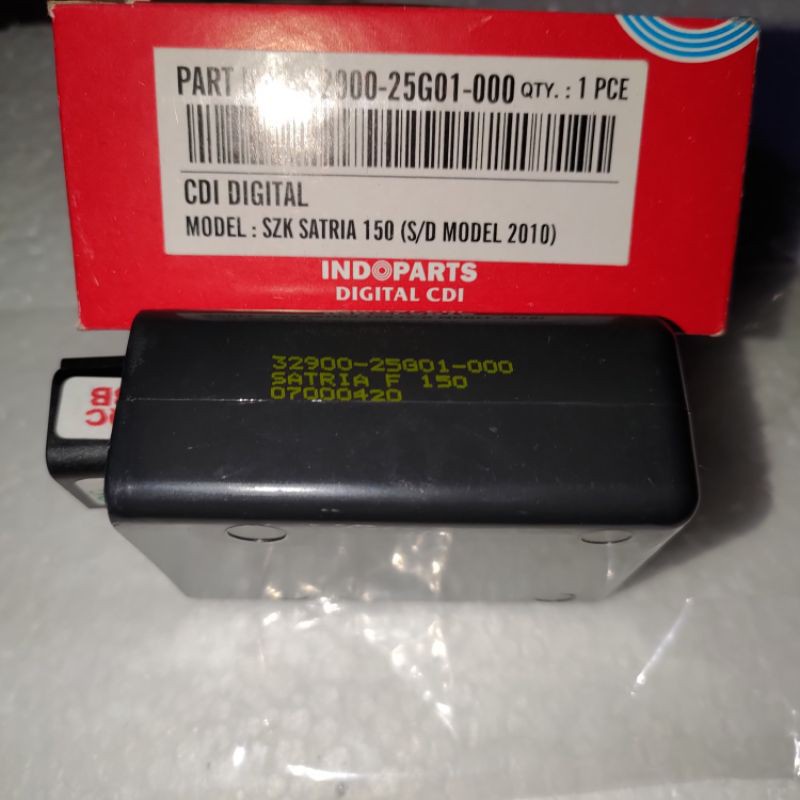 PART 32900-25G01-000 QTY. : 1 PCE
CDI DIGITAL
MODEL : SZK SATRIA 150 (S/D MODEL 2010)
INDOPARTS
DIGITAL CDI
32900-25G01-000
SATRIA F 150
07000420